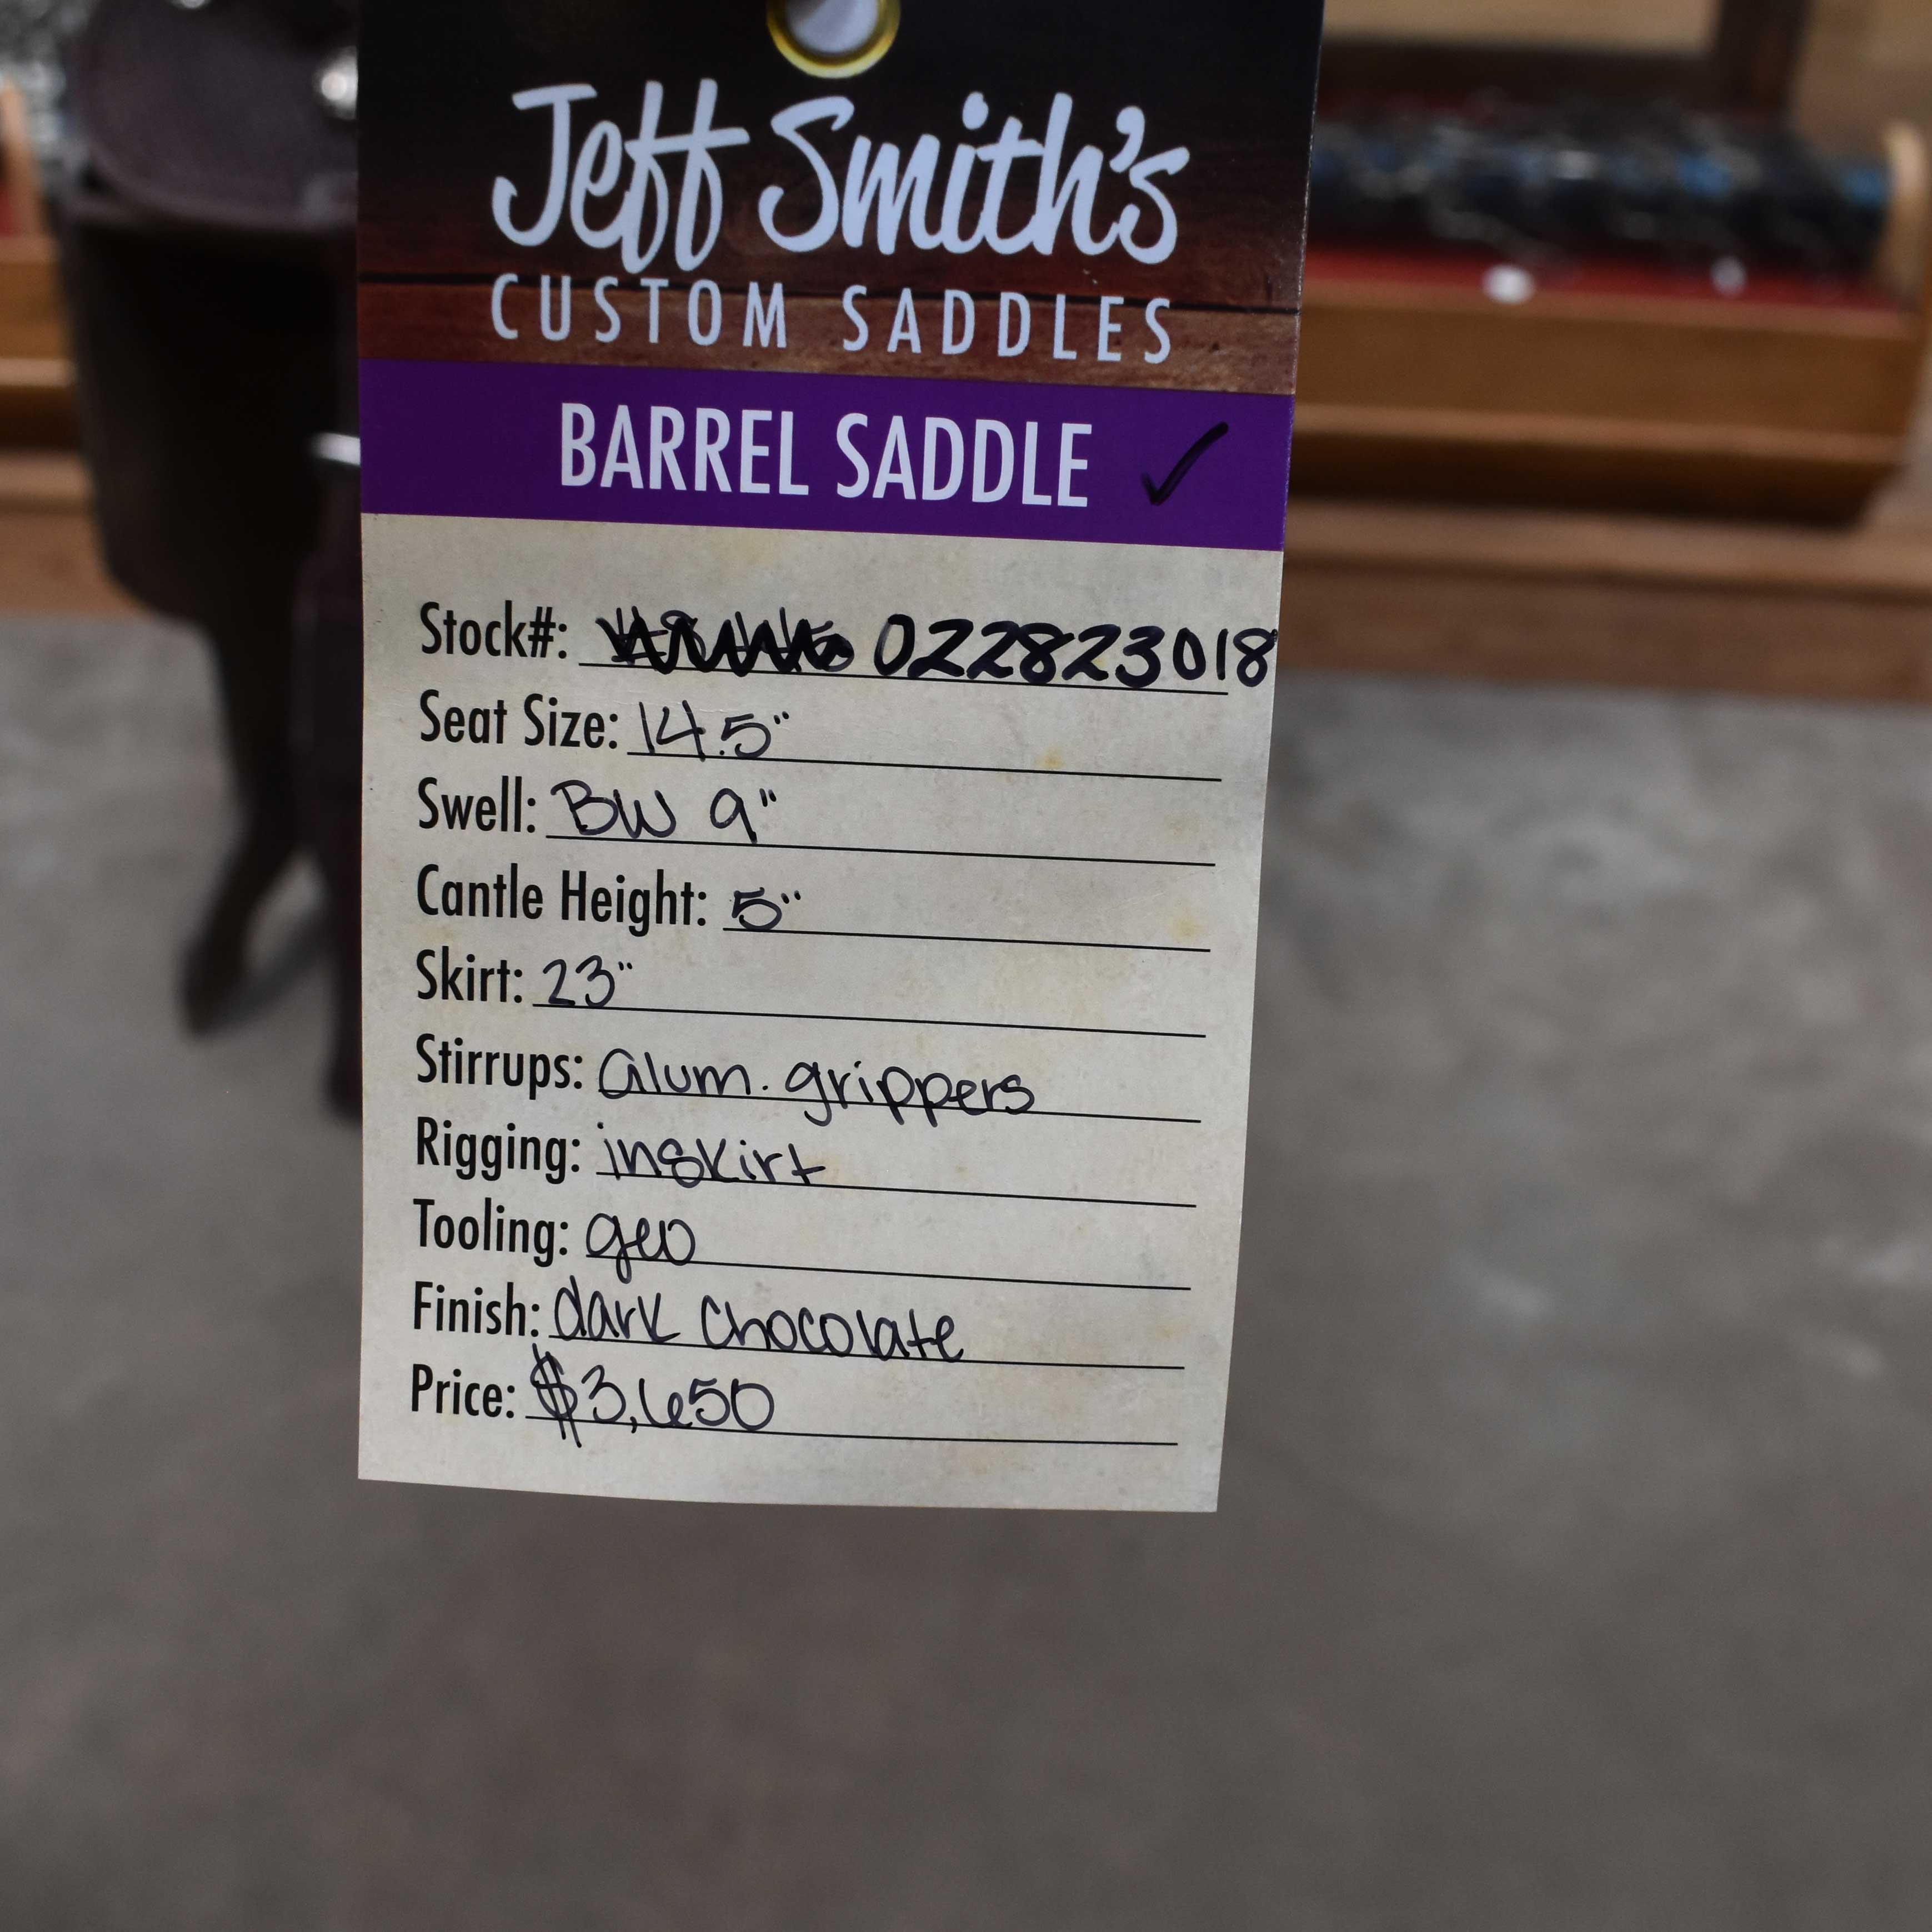 Jeff Smith's
CUSTOM SADDLES
BARREL SADDLE ✓
Stock#: 022823018
Seat Size: 14.5"
Swell: BW 9"
Cantle Height: 5"
Skirt: 23"
Stirrups: alum. grippers
Rigging: inskirt
Tooling: geo
Finish: dark chocolate
Price: $3,650